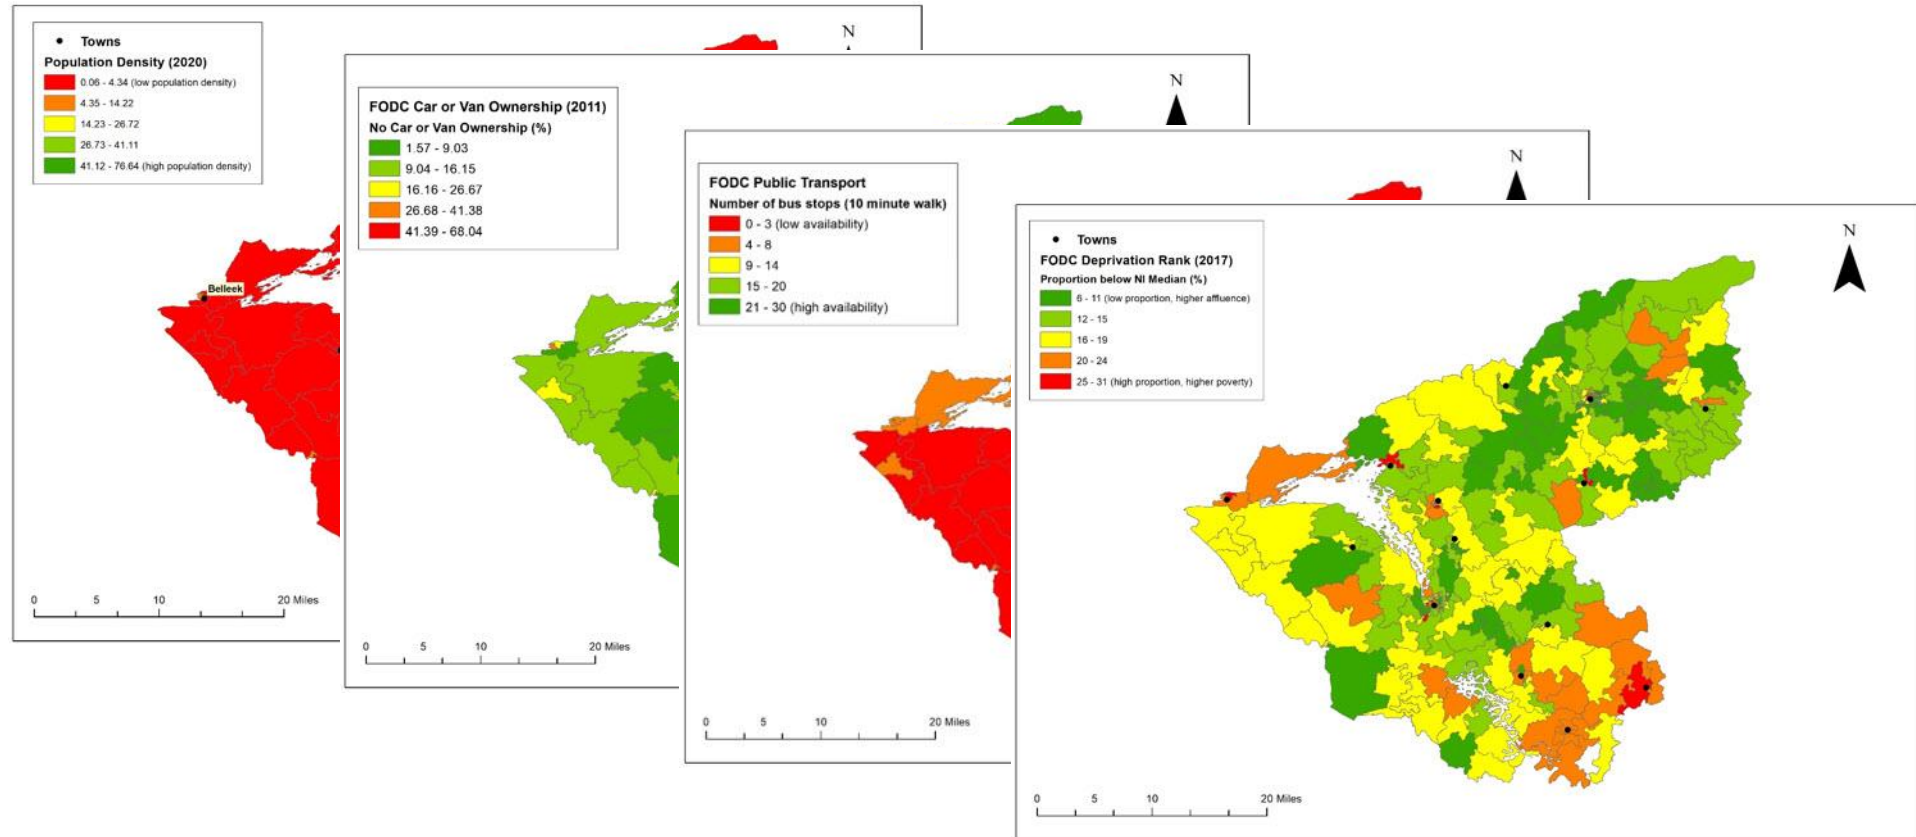 N
Towns
Population Density (2020)
0.06 - 4.34 (low population density)
4.35 - 14.22
14.23 - 26.72
26.73 - 41.11
41.12 - 76.64 (high population density)
Belleek
0 5 10 20 Miles
N
FODC Car or Van Ownership (2011)
No Car or Van Ownership (%)
1.57 - 9.03
9.04 - 16.15
16.16 - 26.67
26.68 - 41.38
41.39 - 68.04
0 5 10 20 Miles
N
FODC Public Transport
Number of bus stops (10 minute walk)
0 - 3 (low availability)
4 - 8
9 - 14
15 - 20
21 - 30 (high availability)
0 5 10 20 Miles
N
Towns
FODC Deprivation Rank (2017)
Proportion below NI Median (%)
6 - 11 (low proportion, higher affluence)
12 - 15
16 - 19
20 - 24
25 - 31 (high proportion, higher poverty)
0 5 10 20 Miles